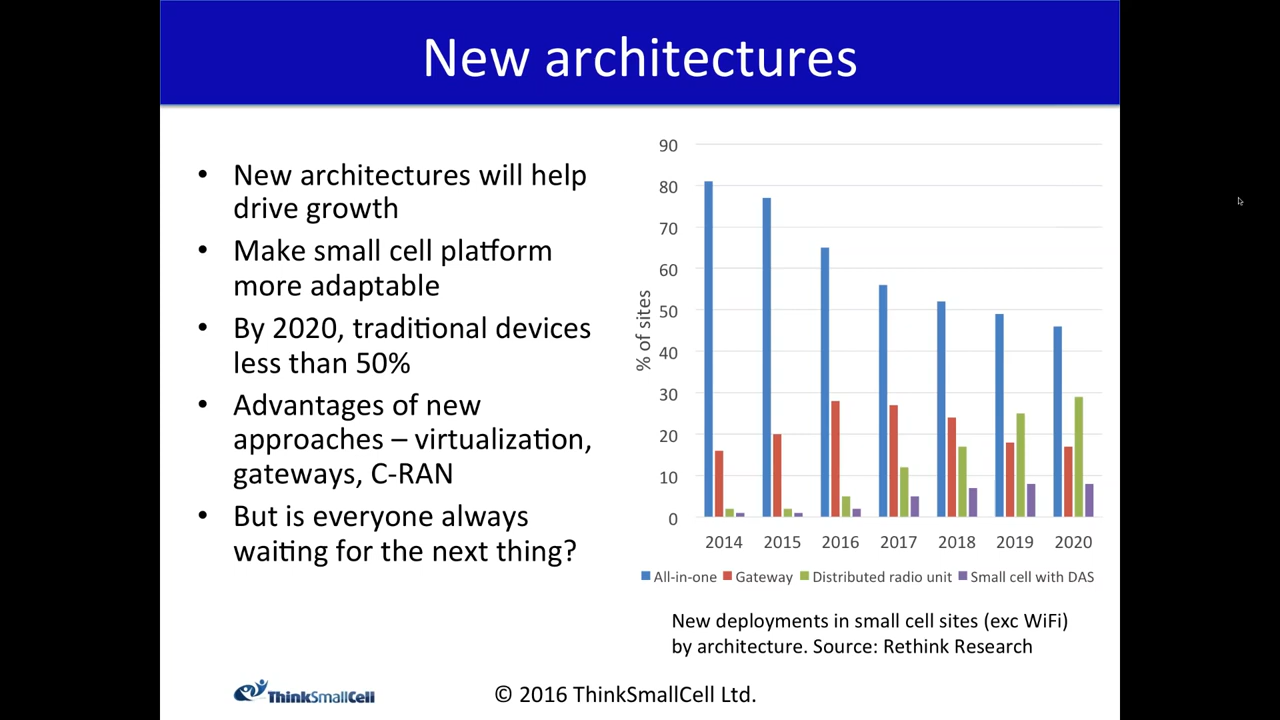 New architectures
• New architectures will help
drive growth
• Make small cell platform
more adaptable
• By 2020, traditional devices
less than 50%
• Advantages of new
approaches – virtualization,
gateways, C-RAN
• But is everyone always
waiting for the next thing?
90
80
70
60
50
40
30
20
10
0
% of sites
2014 2015 2016 2017 2018 2019 2020
All-in-one Gateway Distributed radio unit Small cell with DAS
New deployments in small cell sites (exc WiFi)
by architecture. Source: Rethink Research
ThinkSmallCell
© 2016 ThinkSmallCell Ltd.